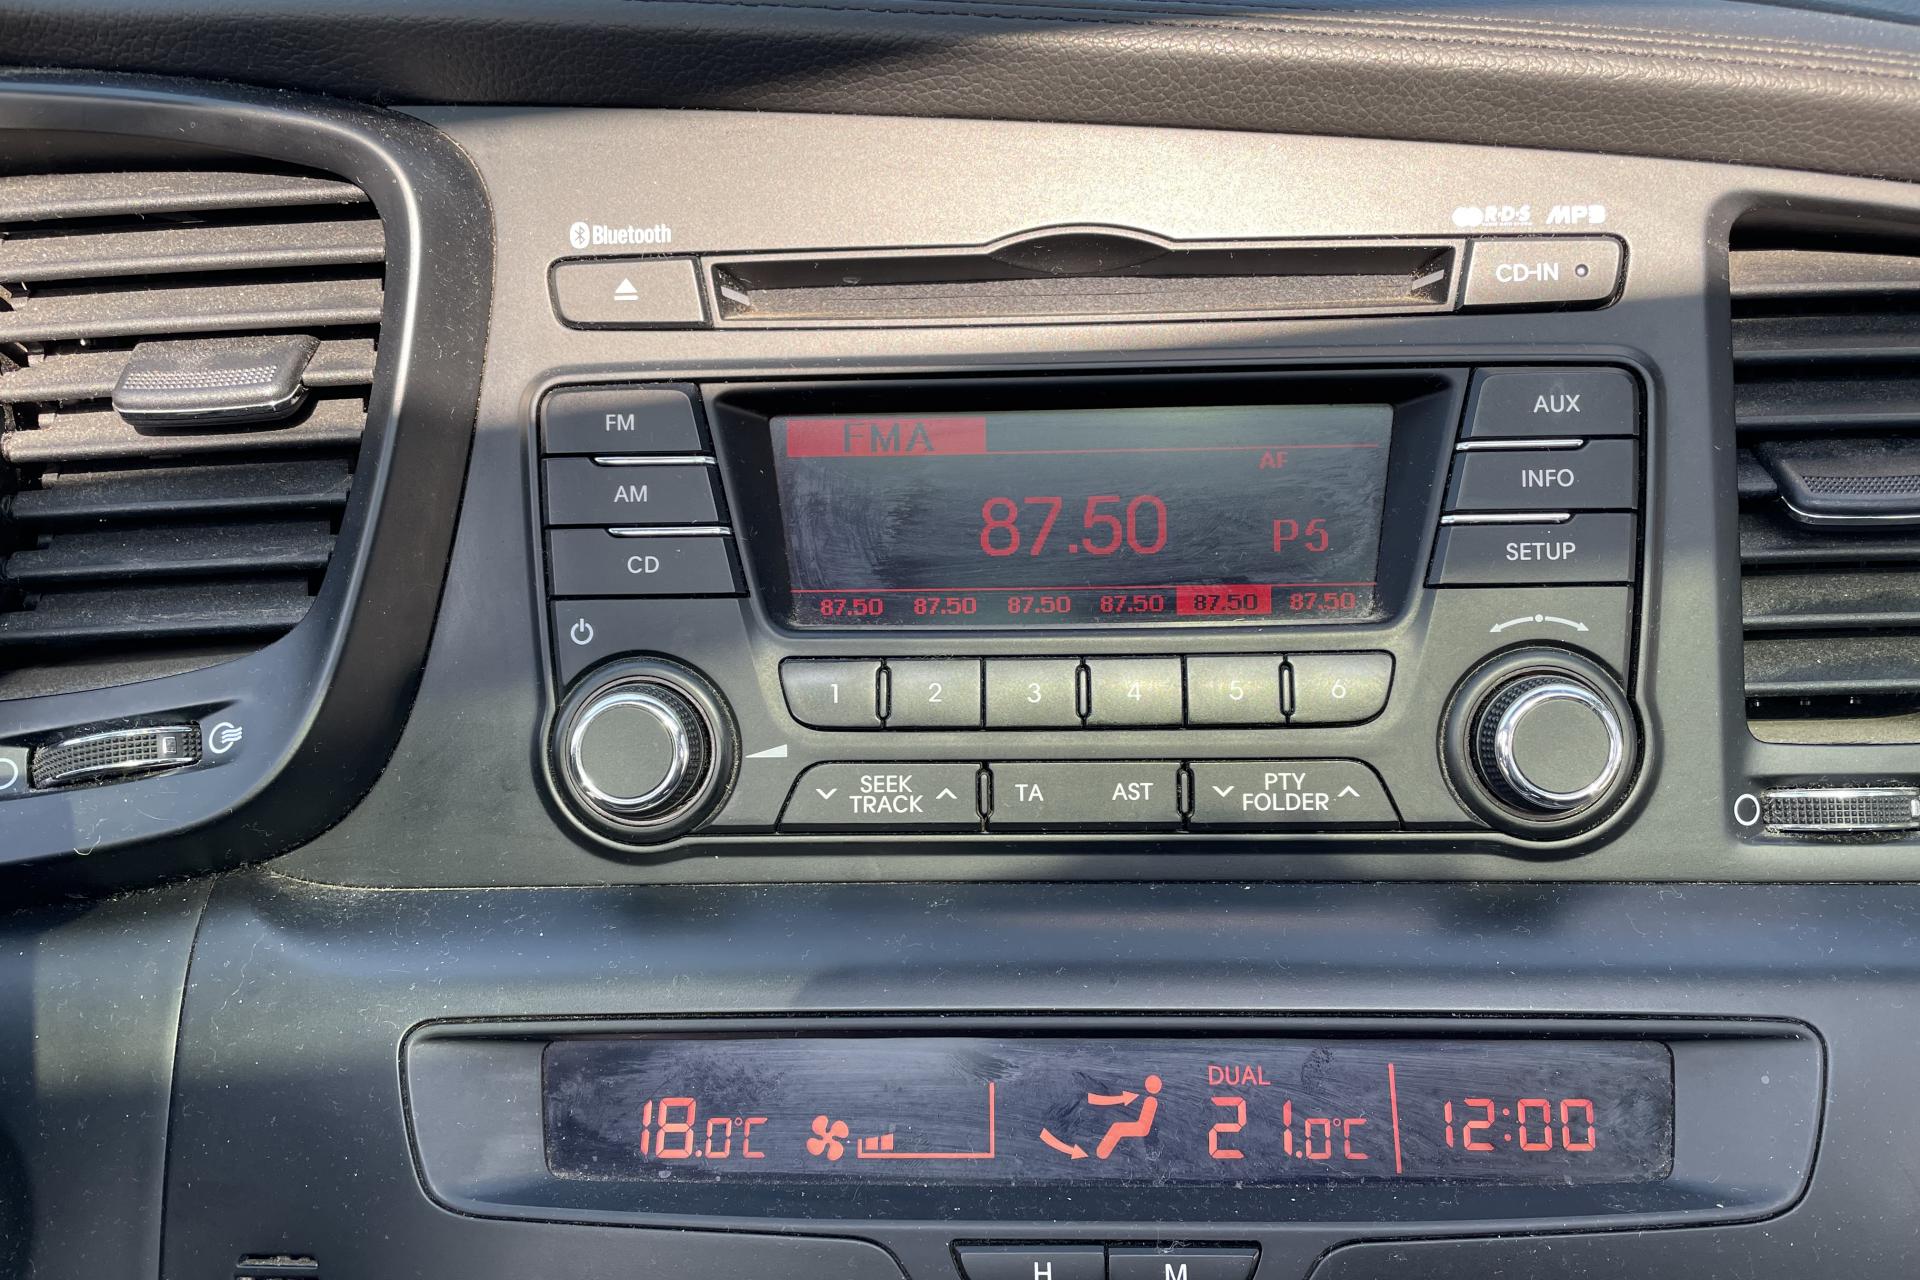 Bluetooth
R·D·S MP3
CD-IN
FM
AM
CD
AUX
INFO
SETUP
FMA
AF
87.50 P5
87.50 87.50 87.50 87.50 87.50 87.50
1 2 3 4 5 6
SEEK
TRACK
TA
AST
PTY
FOLDER
DUAL
18.0°C 21.0°C 12:00
H M